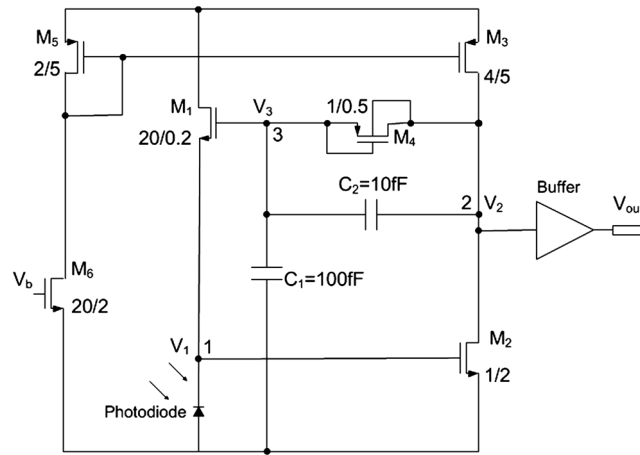 M5
M3
2/5
4/5
M1
V3
1/0.5
20/0.2
3
M4
C2=10fF
Buffer
2
V2
Vou
M6
Vb
20/2
C1=100fF
V1
1
M2
1/2
Photodiode